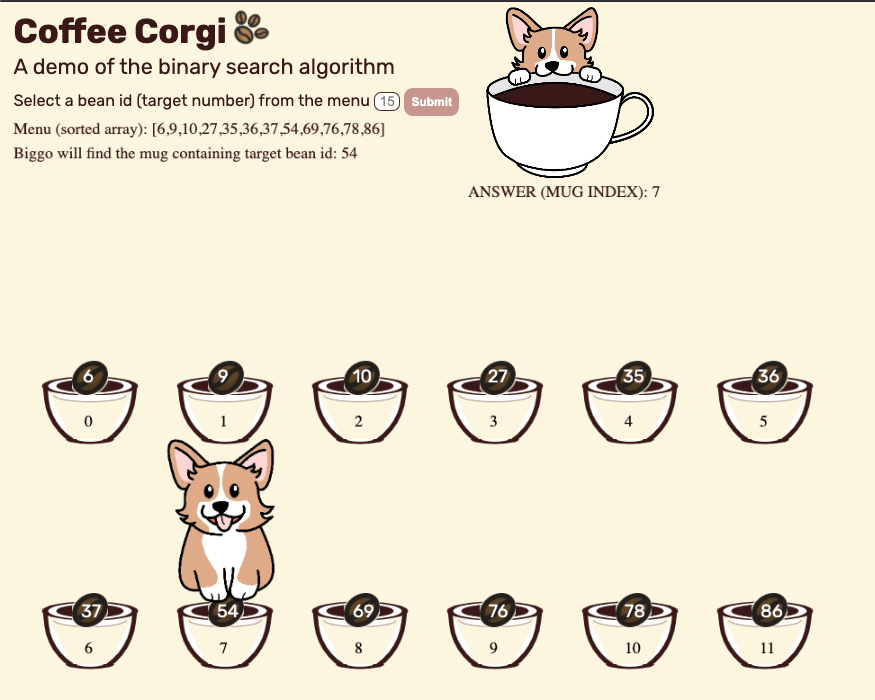 Coffee Corgi
A demo of the binary search algorithm
Select a bean id (target number) from the menu 15 Submit
Menu (sorted array): [6,9,10,27,35,36,37,54,69,76,78,86]
Biggo will find the mug containing target bean id: 54
ANSWER (MUG INDEX): 7
6 9 10 27 35 36
0 1 2 3 4 5
37 54 69 76 78 86
6 7 8 9 10 11